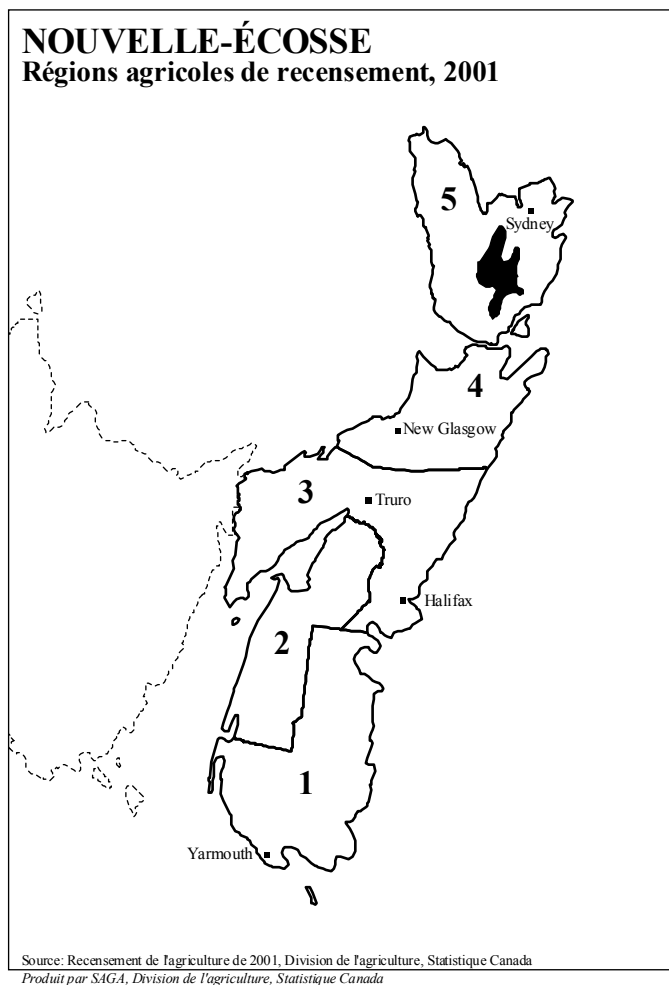 NOUVELLE-ÉCOSSE
Régions agricoles de recensement, 2001
5
Sydney
4
New Glasgow
3
Truro
Halifax
2
1
Yarmouth
Source: Recensement de l'agriculture de 2001, Division de l'agriculture, Statistique Canada
Produit par SAGA, Division de l'agriculture, Statistique Canada